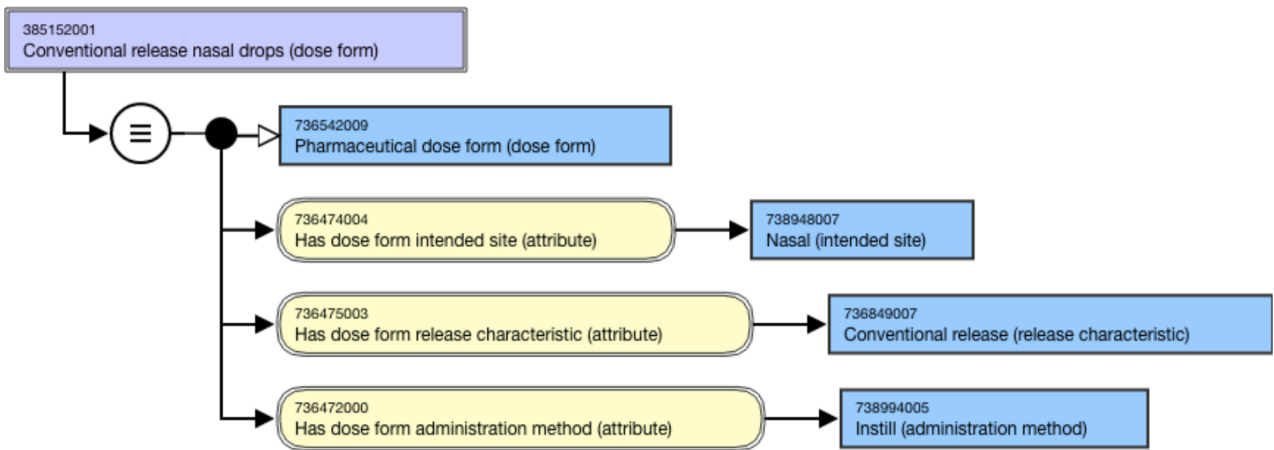 385152001
Conventional release nasal drops (dose form)
736542009
Pharmaceutical dose form (dose form)
736474004
Has dose form intended site (attribute)
738948007
Nasal (intended site)
736475003
Has dose form release characteristic (attribute)
736849007
Conventional release (release characteristic)
736472000
Has dose form administration method (attribute)
738994005
Instill (administration method)